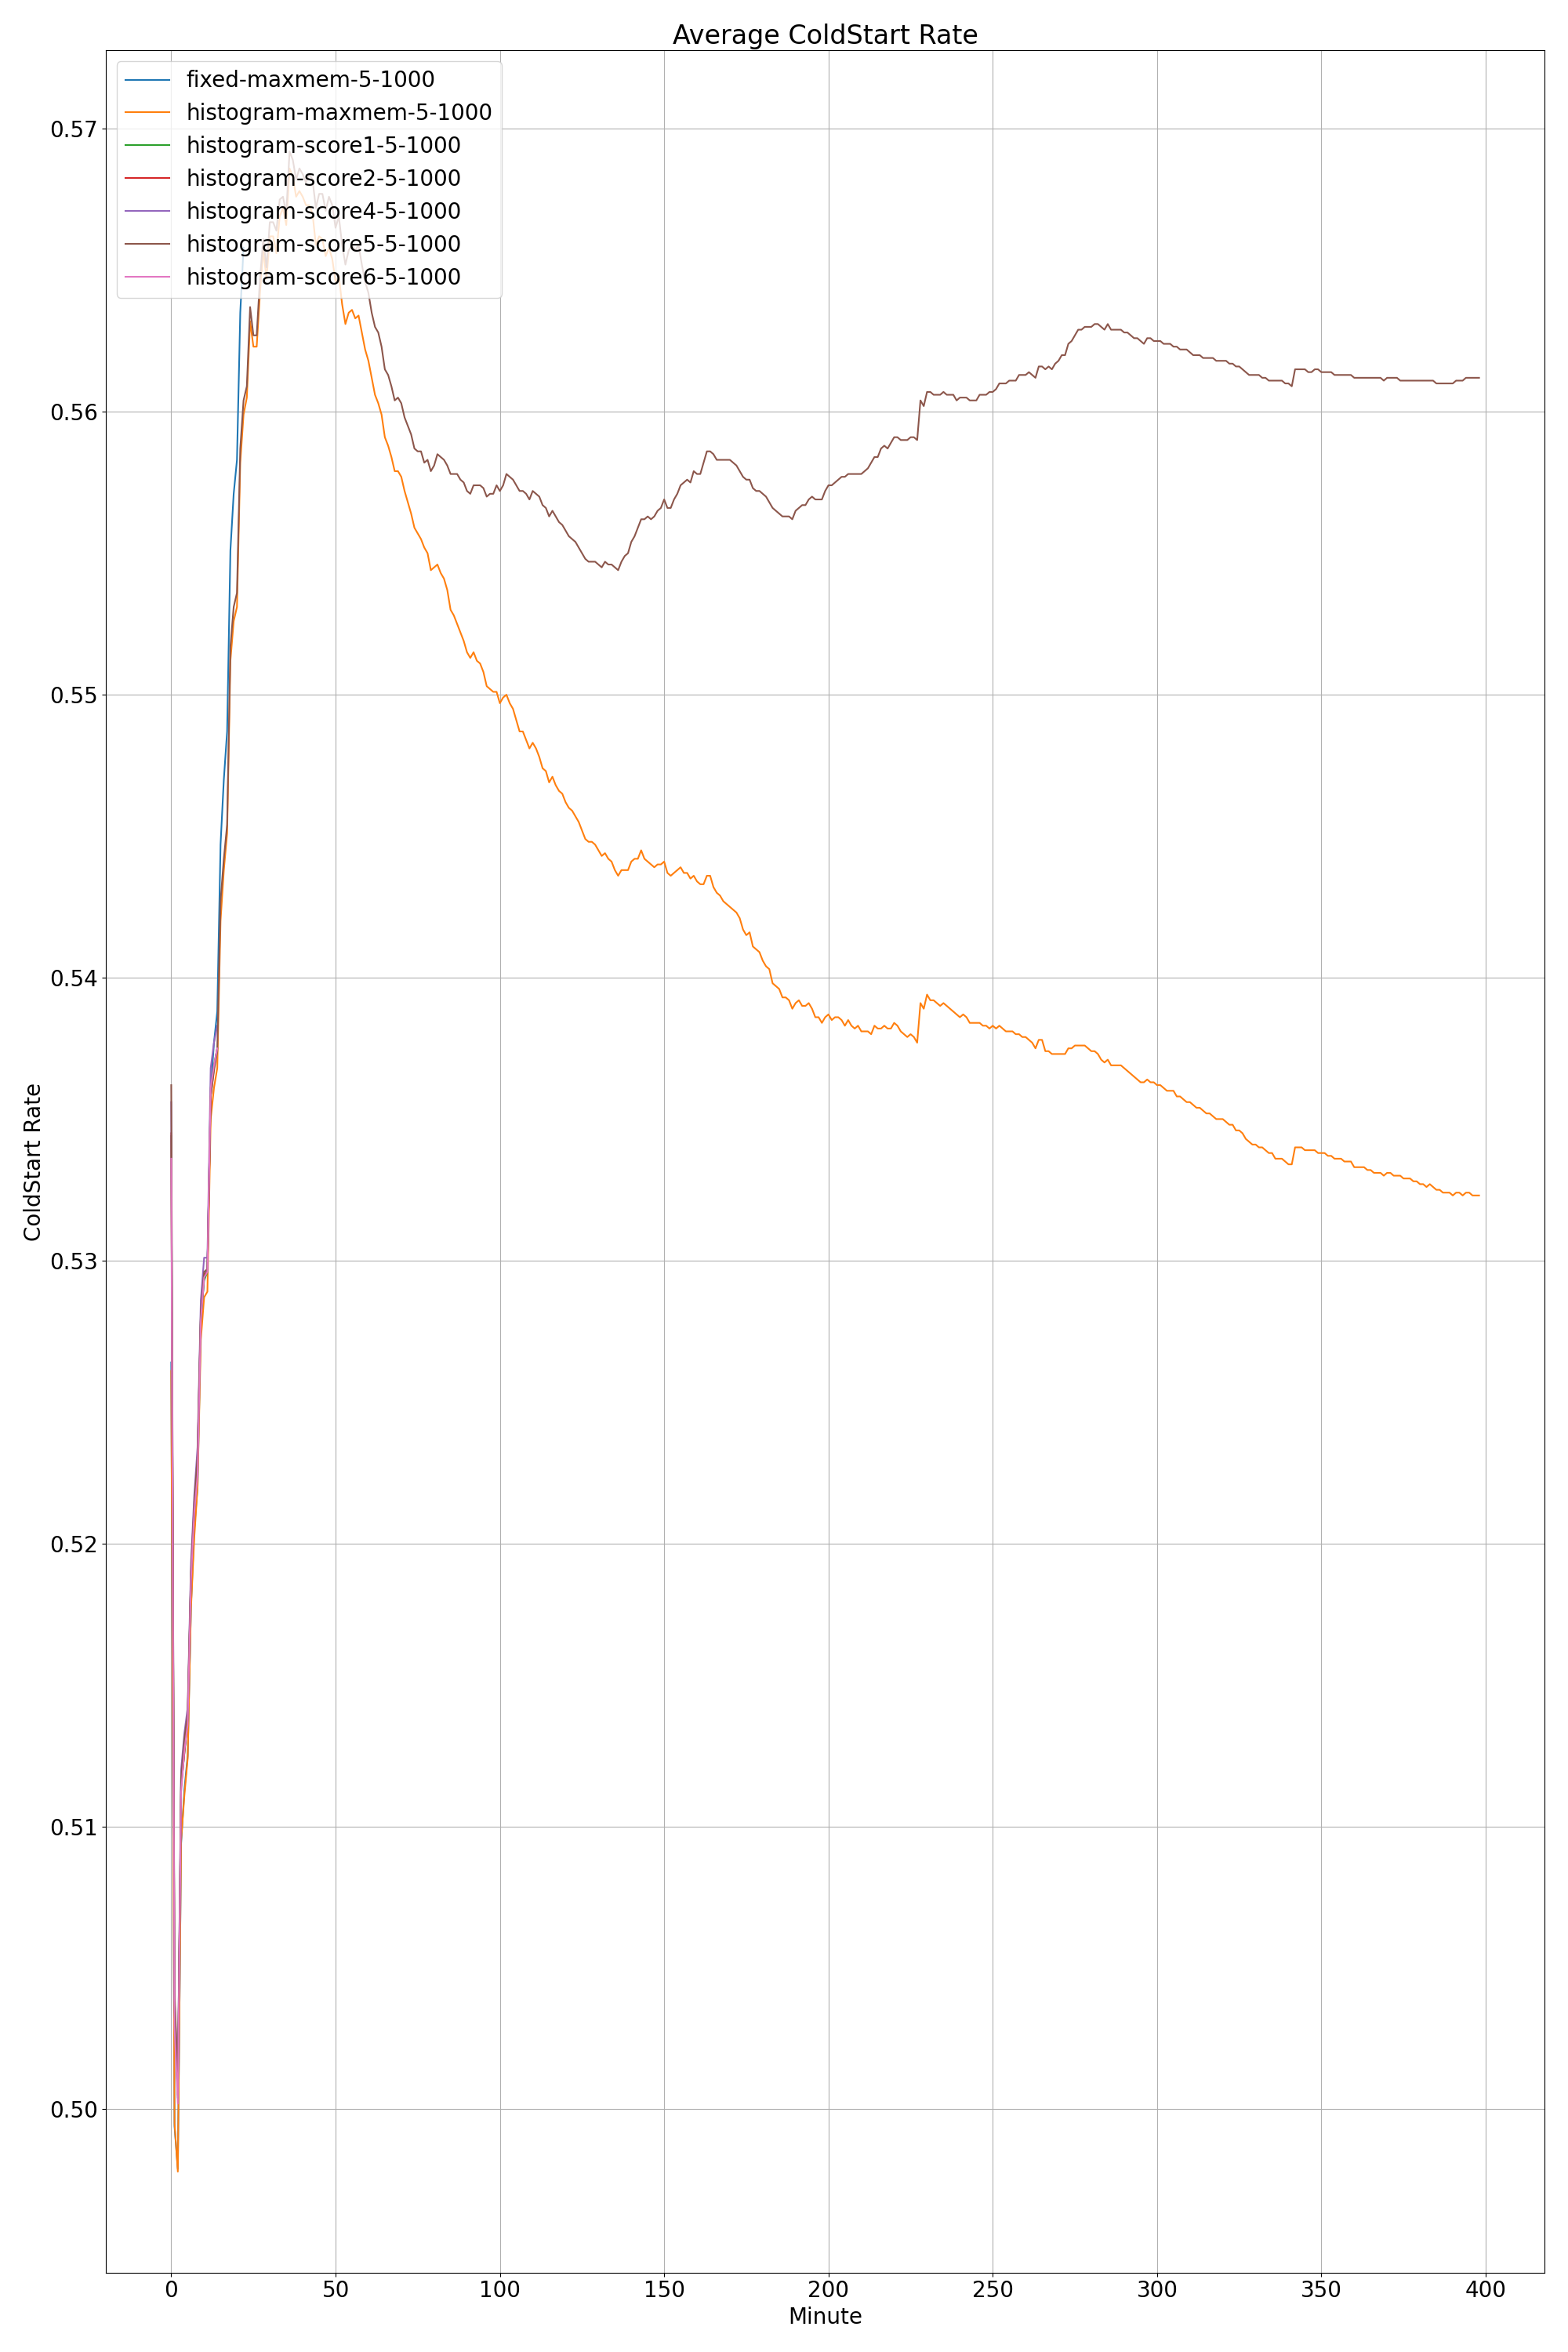 Average ColdStart Rate
fixed-maxmem-5-1000
histogram-maxmem-5-1000
histogram-score1-5-1000
histogram-score2-5-1000
histogram-score4-5-1000
histogram-score5-5-1000
histogram-score6-5-1000
0.57
0.56
0.55
0.54
0.53
0.52
0.51
0.50
ColdStart Rate
0 50 100 150 200 250 300 350 400
Minute